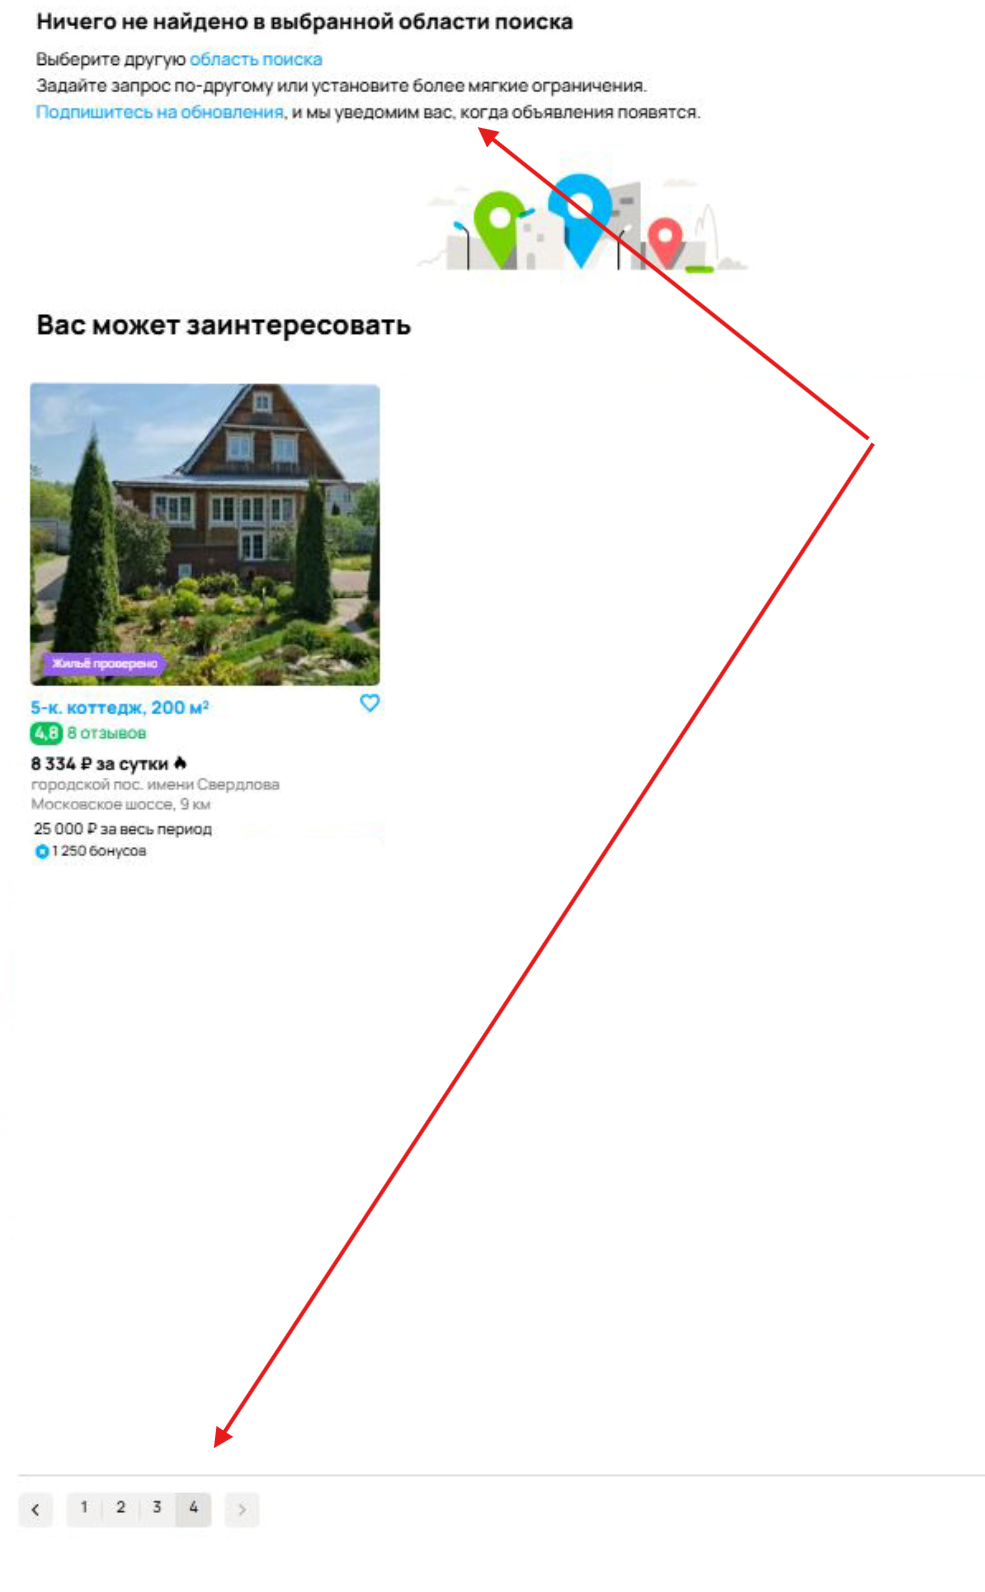 Ничего не найдено в выбранной области поиска
Выберите другую область поиска
Задайте запрос по-другому или установите более мягкие ограничения.
Подпишитесь на обновления, и мы уведомим вас, когда объявления появятся.
Вас может заинтересовать
Жильё проверено
5-к. коттедж, 200 м²
4,8 8 отзывов
8 334 ₽ за сутки
городской пос. имени Свердлова
Московское шоссе, 9 км
25 000 ₽ за весь период
1 250 бонусов
1 2 3 4